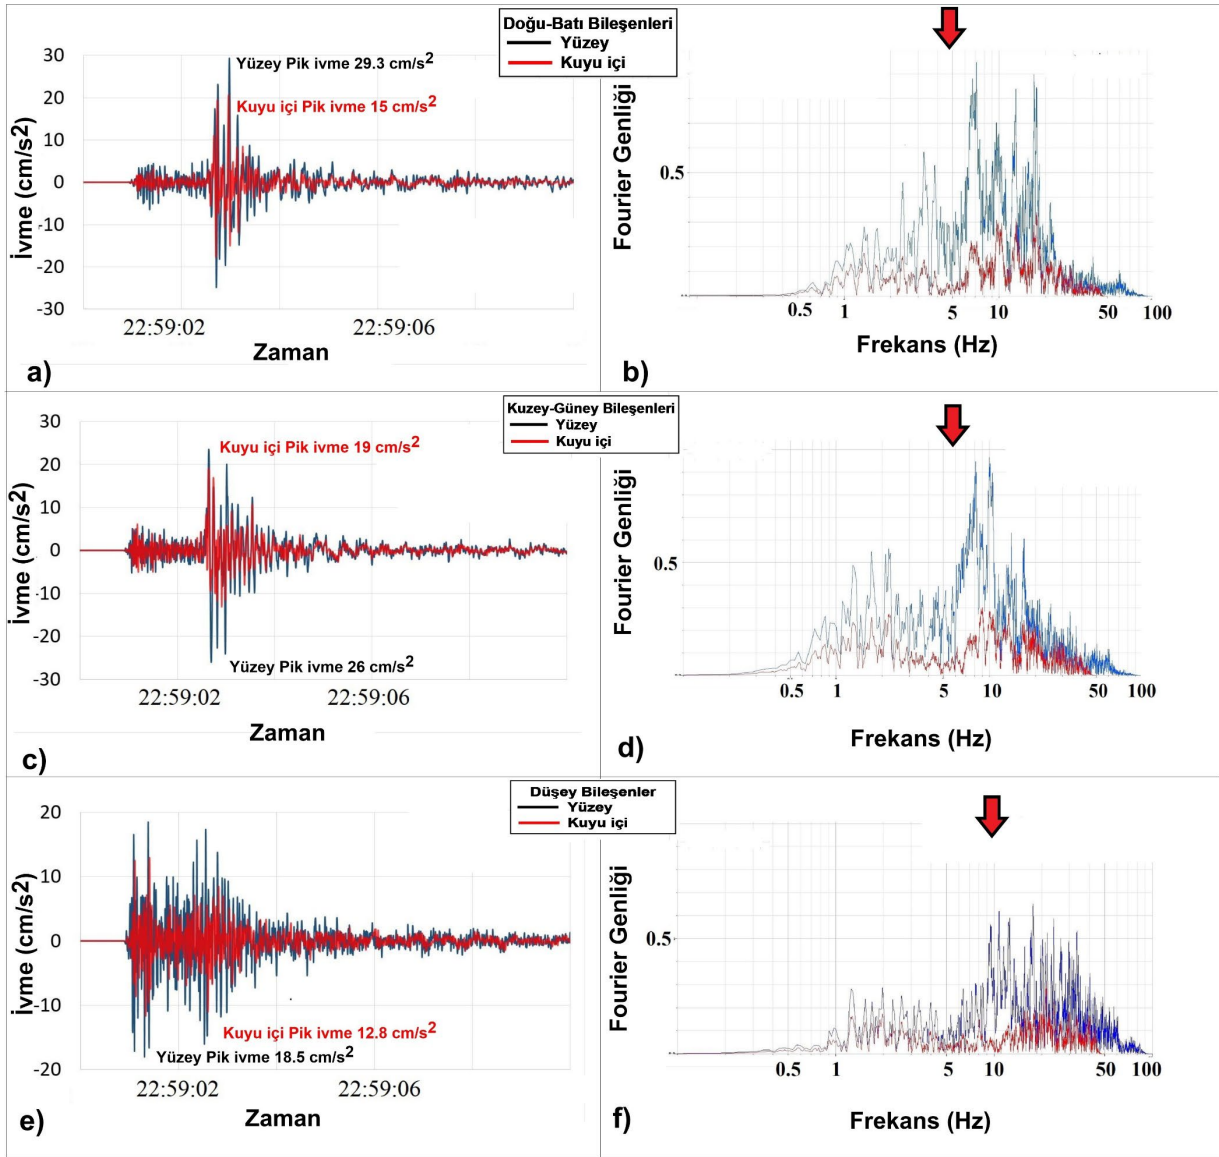 Doğu-Batı Bileşenleri
Yüzey
Kuyu içi
30
20
10
0
-10
-20
-30
İvme (cm/s2)
Yüzey Pik ivme 29.3 cm/s2
Kuyu içi Pik ivme 15 cm/s2
22:59:02
22:59:06
Zaman
a)
Fourier Genliği
0.5
0.5
1
5
10
50
100
Frekans (Hz)
b)
Kuzey-Güney Bileşenleri
Yüzey
Kuyu içi
30
20
10
0
-10
-20
-30
İvme (cm/s2)
Kuyu içi Pik ivme 19 cm/s2
Yüzey Pik ivme 26 cm/s2
22:59:02
22:59:06
Zaman
c)
Fourier Genliği
0.5
0.5
1
5
10
50
100
Frekans (Hz)
d)
Düşey Bileşenler
Yüzey
Kuyu içi
20
10
0
-10
-20
İvme (cm/s2)
Kuyu içi Pik ivme 12.8 cm/s2
Yüzey Pik ivme 18.5 cm/s2
22:59:02
22:59:06
Zaman
e)
Fourier Genliği
0.5
0.5
1
5
10
50
100
Frekans (Hz)
f)